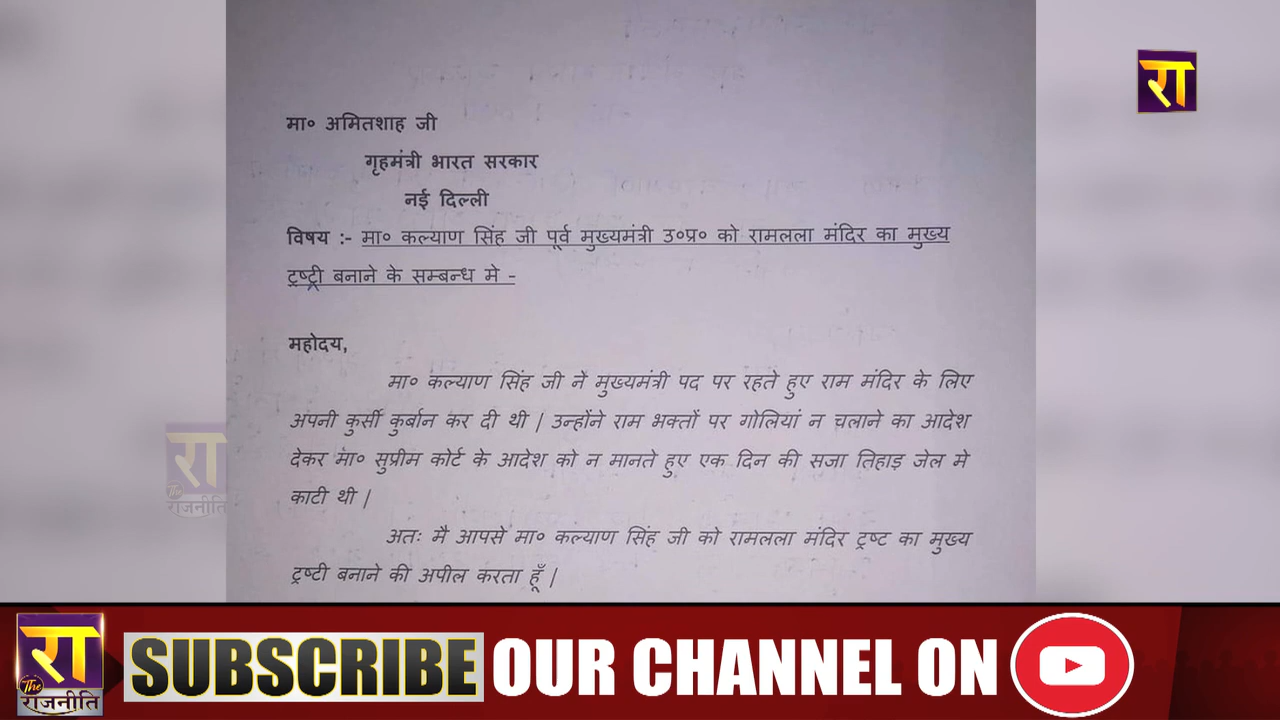 रा
मा० अमितशाह जी
गृहमंत्री भारत सरकार
नई दिल्ली
विषय :- मा० कल्याण सिंह जी पूर्व मुख्यमंत्री उ०प्र० को रामलला मंदिर का मुख्य
ट्रष्ट्री बनाने के सम्बन्ध मे -
महोदय,
मा० कल्याण सिंह जी ने मुख्यमंत्री पद पर रहते हुए राम मंदिर के लिए
अपनी कुर्सी कुर्बान कर दी थी | उन्होंने राम भक्तों पर गोलियां न चलाने का आदेश
देकर मा० सुप्रीम कोर्ट के आदेश को न मानते हुए एक दिन की सजा तिहाड़ जेल मे
काटी थी |
अतः मै आपसे मा० कल्याण सिंह जी को रामलला मंदिर ट्रष्ट का मुख्य
ट्रष्टी बनाने की अपील करता हूँ |
रा
The
राजनीति
रा
The
राजनीति
SUBSCRIBE OUR CHANNEL ON